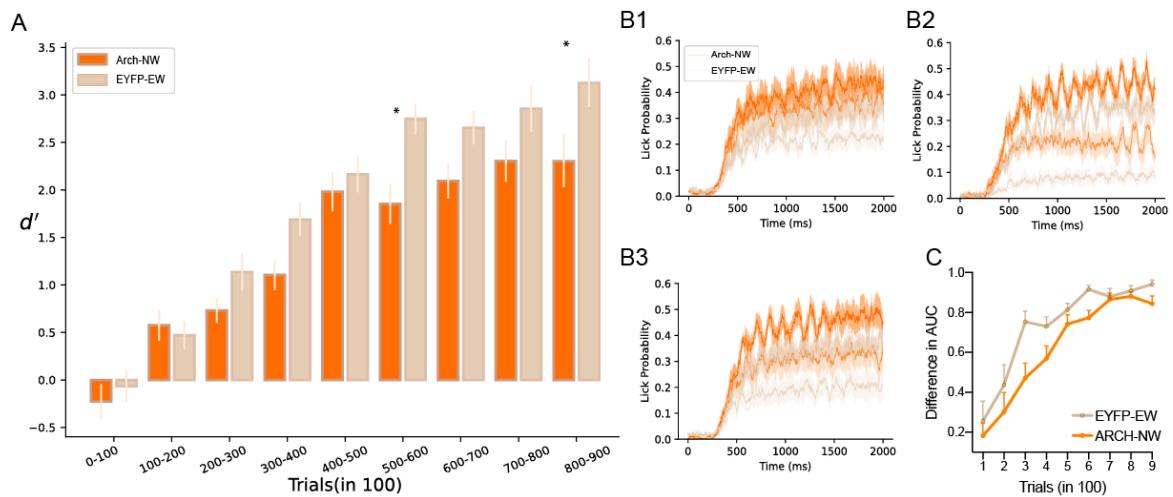 A
3.5
3.0
2.5
2.0
1.5
1.0
0.5
0.0
−0.5
d′
Arch-NW
EYFP-EW
*
*
0-100
100-200
200-300
300-400
400-500
500-600
600-700
700-800
800-900
Trials(in 100)
B1
Lick Probability
0.6
0.5
0.4
0.3
0.2
0.1
0.0
Arch-NW
EYFP-EW
0 500 1000 1500 2000
Time (ms)
B2
Lick Probability
0.6
0.5
0.4
0.3
0.2
0.1
0.0
0 500 1000 1500 2000
Time (ms)
B3
Lick Probability
0.6
0.5
0.4
0.3
0.2
0.1
0.0
0 500 1000 1500 2000
Time (ms)
C
Difference in AUC
1.0
0.8
0.6
0.4
0.2
EYFP-EW
ARCH-NW
1 2 3 4 5 6 7 8 9
Trials (in 100)